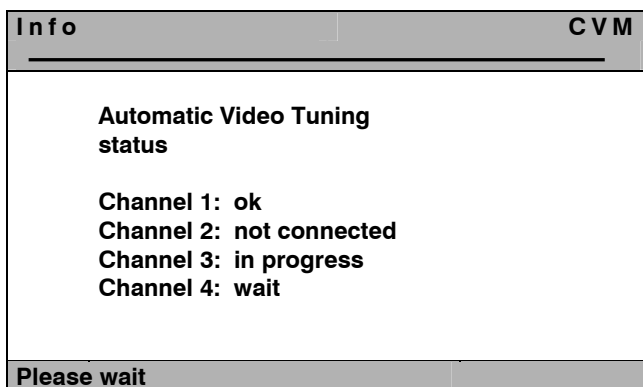 Info CVM
Automatic Video Tuning
status
Channel 1: ok
Channel 2: not connected
Channel 3: in progress
Channel 4: wait
Please wait